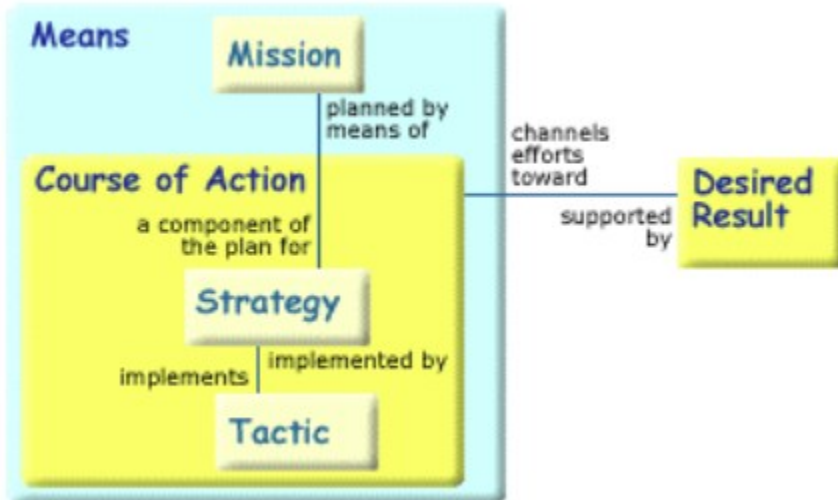 Means
Mission
planned by
means of
channels
efforts
toward
Course of Action
Desired
Result
supported
by
a component of
the plan for
Strategy
implemented by
implements
Tactic